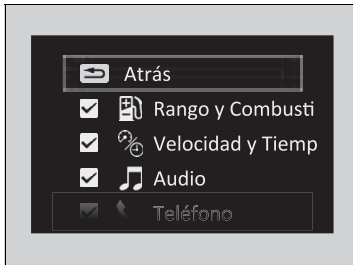 Atrás
Rango y Combusti
Velocidad y Tiemp
Audio
Teléfono